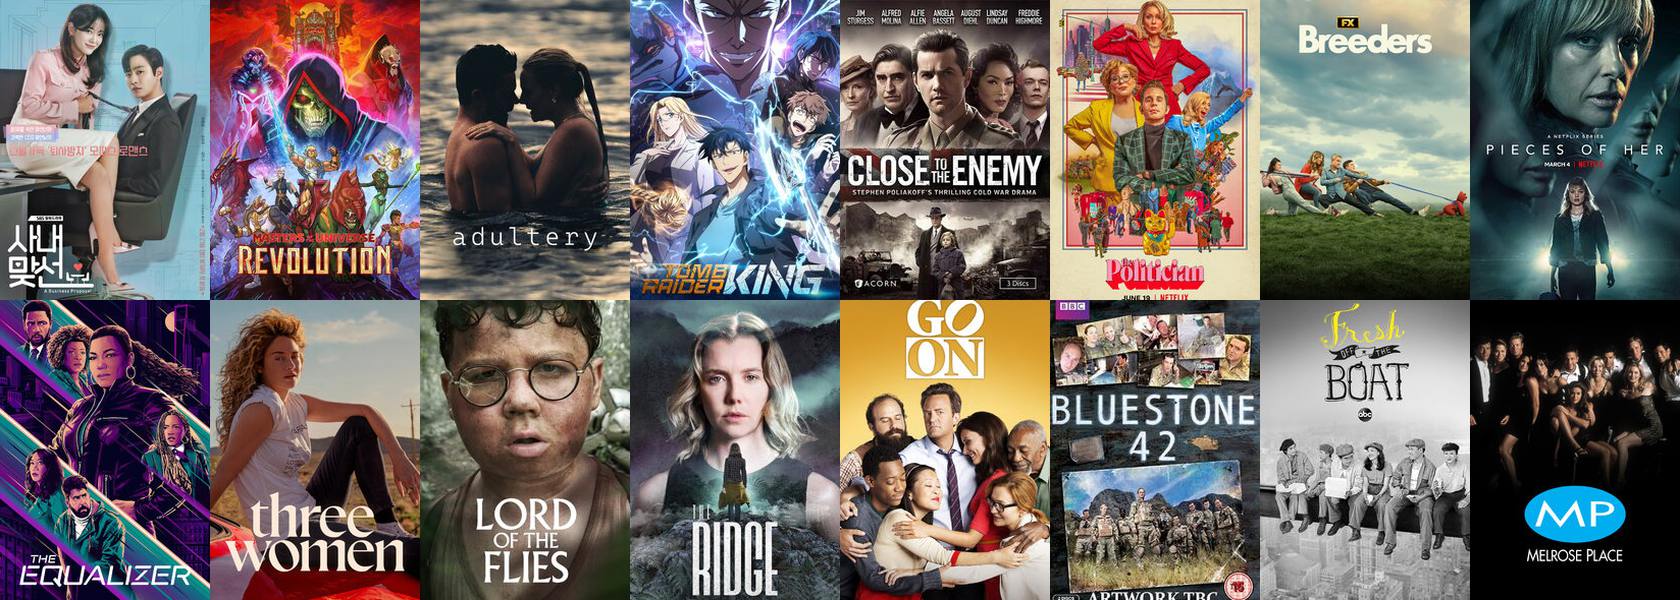 사내
맞선
A Business Proposal
MASTERS OF THE UNIVERSE
REVOLUTION
adultery
TOMB
RAIDER KING
JIM STURGESS
ALFRED MOLINA
ALFIE ALLEN
ANGELA BASSETT
AUGUST DIEHL
LINDSAY DUNCAN
FREDDIE HIGHMORE
CLOSE TO THE ENEMY
STEPHEN POLIAKOFF'S THRILLING COLD WAR DRAMA
ACORN
3 Discs
the
Politician
JUNE 19 | NETFLIX
FX
Breeders
A NETFLIX SERIES
PIECES OF HER
MARCH 4 | NETFLIX
THE
EQUALIZER
three
women
LORD
OF THE
FLIES
THE
RIDGE
GO
ON
BBC
BLUESTONE
42
ARTWORK TBC
2 DISCS
15
Fresh
OFF THE
BOAT
abc
MP
MELROSE PLACE